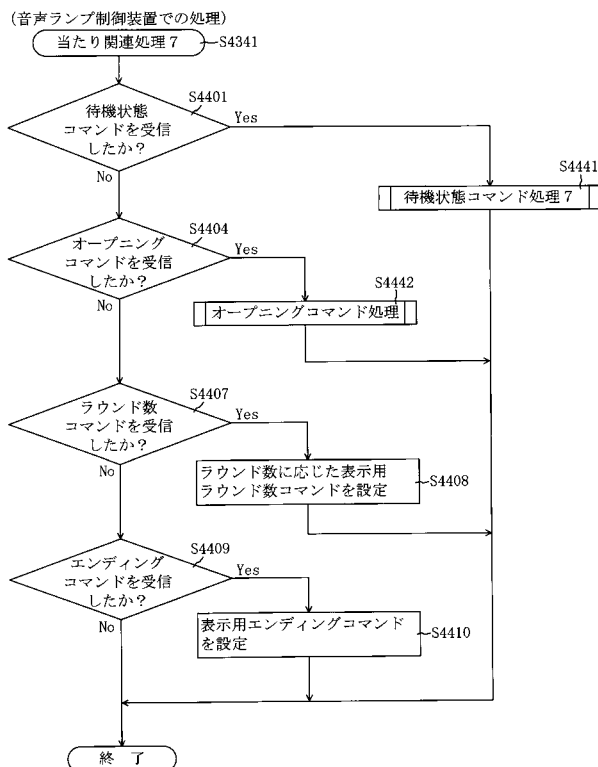 (音声ランプ制御装置での処理)
当たり関連処理7
S4341
S4401
待機状態
コマンドを受信
したか?
Yes
No
S4441
待機状態コマンド処理7
S4404
オープニング
コマンドを受信
したか?
Yes
No
S4442
オープニングコマンド処理
S4407
ラウンド数
コマンドを受信
したか?
Yes
No
ラウンド数に応じた表示用
ラウンド数コマンドを設定
S4408
S4409
エンディング
コマンドを受信
したか?
Yes
No
表示用エンディングコマンド
を設定
S4410
終 了